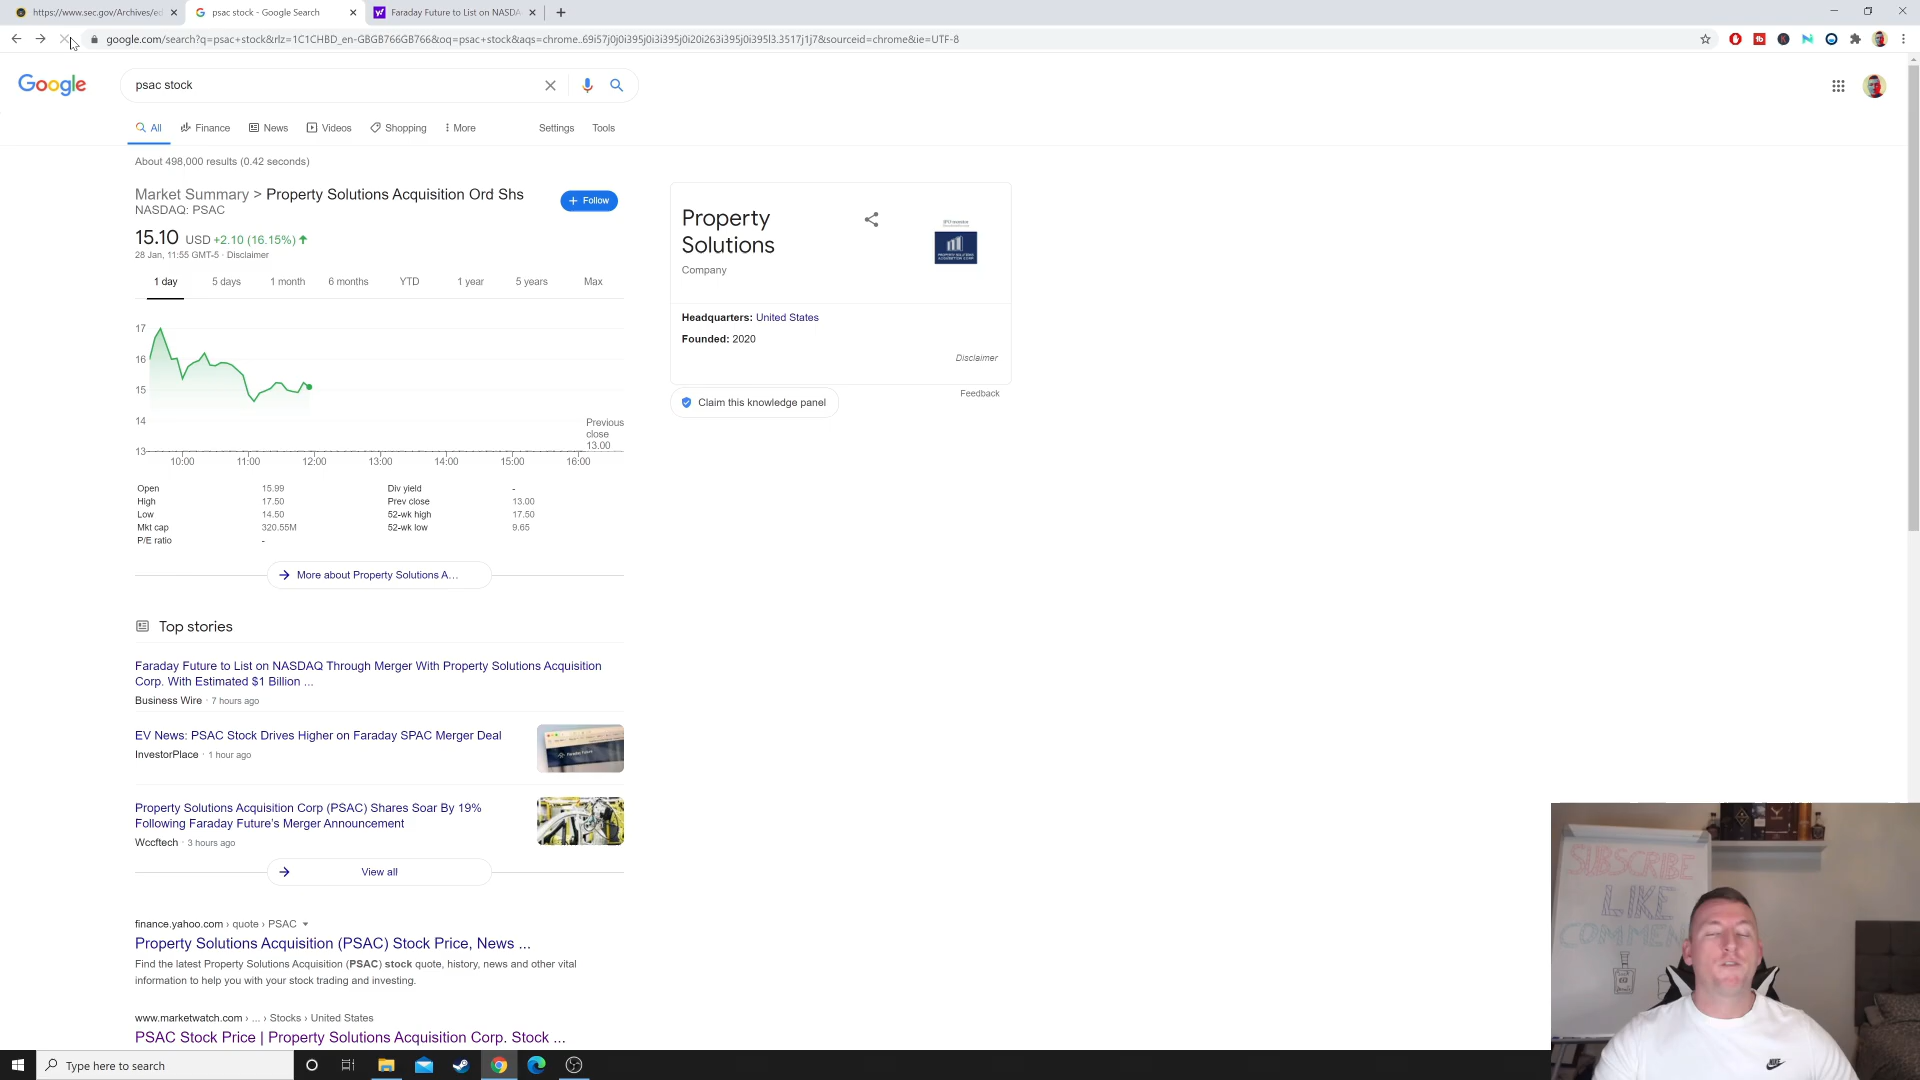 https://www.sec.gov/Archives/ed
psac stock - Google Search
Faraday Future to List on NASDA
google.com/search?q=psac+stock&rlz=1C1CHBD_en-GBGB766GB766&oq=psac+stock&aqs=chrome..69i57j0j0i395j0i3i395j0i20i263i395j0i395l3.3517j1j7&sourceid=chrome&ie=UTF-8
Google
psac stock
All
Finance
News
Videos
Shopping
More
Settings
Tools
About 498,000 results (0.42 seconds)
Market Summary > Property Solutions Acquisition Ord Shs
NASDAQ: PSAC
Follow
15.10 USD +2.10 (16.15%)
28 Jan, 11:55 GMT-5 · Disclaimer
1 day
5 days
1 month
6 months
YTD
1 year
5 years
Max
17
16
15
14
13
Previous
close
13.00
10:00
11:00
12:00
13:00
14:00
15:00
16:00
Open 15.99
High 17.50
Low 14.50
Mkt cap 320.55M
P/E ratio -
Div yield -
Prev close 13.00
52-wk high 17.50
52-wk low 9.65
More about Property Solutions A...
Top stories
Faraday Future to List on NASDAQ Through Merger With Property Solutions Acquisition
Corp. With Estimated $1 Billion ...
Business Wire · 7 hours ago
EV News: PSAC Stock Drives Higher on Faraday SPAC Merger Deal
InvestorPlace · 1 hour ago
Property Solutions Acquisition Corp (PSAC) Shares Soar By 19%
Following Faraday Future's Merger Announcement
Wccftech · 3 hours ago
View all
finance.yahoo.com › quote › PSAC
Property Solutions Acquisition (PSAC) Stock Price, News ...
Find the latest Property Solutions Acquisition (PSAC) stock quote, history, news and other vital
information to help you with your stock trading and investing.
www.marketwatch.com › ... › Stocks › United States
PSAC Stock Price | Property Solutions Acquisition Corp. Stock ...
Property
Solutions
Company
Headquarters: United States
Founded: 2020
Disclaimer
Feedback
Claim this knowledge panel
SUBSCRIBE
LIKE
COMMEN
Type here to search